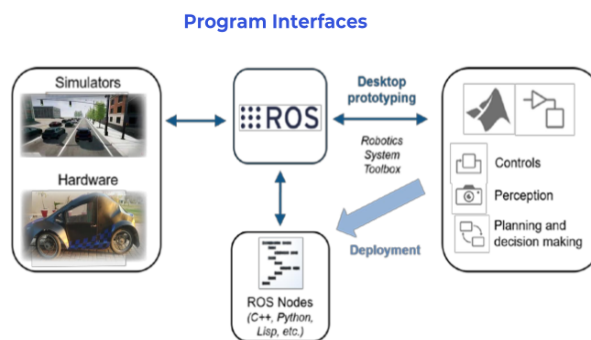 Program Interfaces
Simulators
Hardware
ROS
Desktop
prototyping
Robotics
System
Toolbox
Deployment
ROS Nodes
(C++, Python,
Lisp, etc.)
Controls
Perception
Planning and
decision making